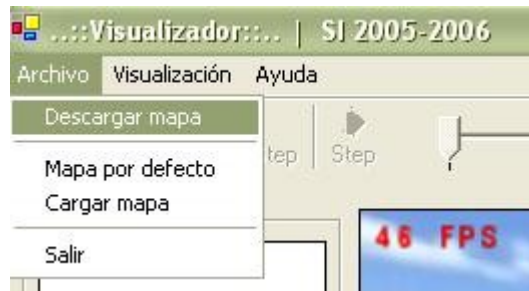 ..::Visualizador::.. | SI 2005-2006
Archivo Visualización Ayuda
Descargar mapa
tep Step
Mapa por defecto
Cargar mapa
46 FPS
Salir